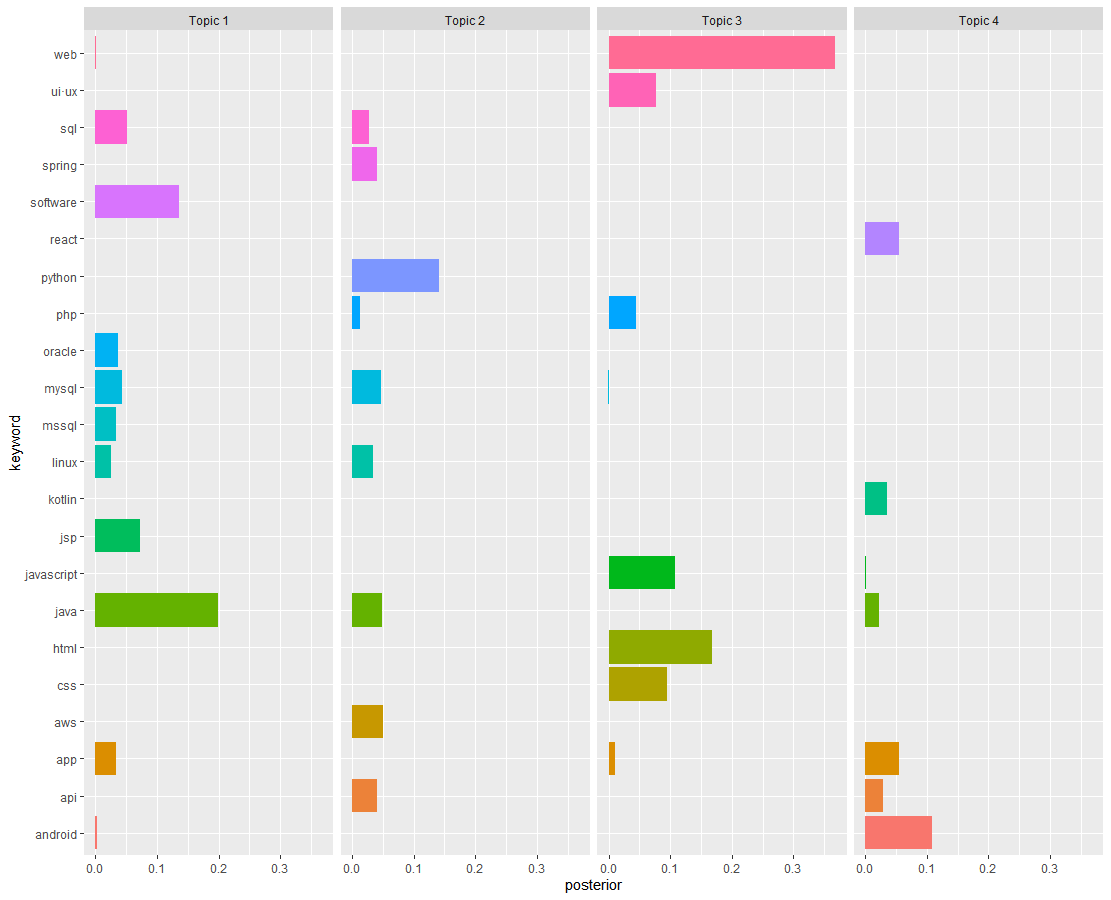 Topic 1 Topic 2 Topic 3 Topic 4
web
ui-ux
sql
spring
software
react
python
php
oracle
mysql
mssql
linux
kotlin
jsp
javascript
java
html
css
aws
app
api
android
keyword
0.0 0.1 0.2 0.3 0.0 0.1 0.2 0.3 0.0 0.1 0.2 0.3 0.0 0.1 0.2 0.3
posterior